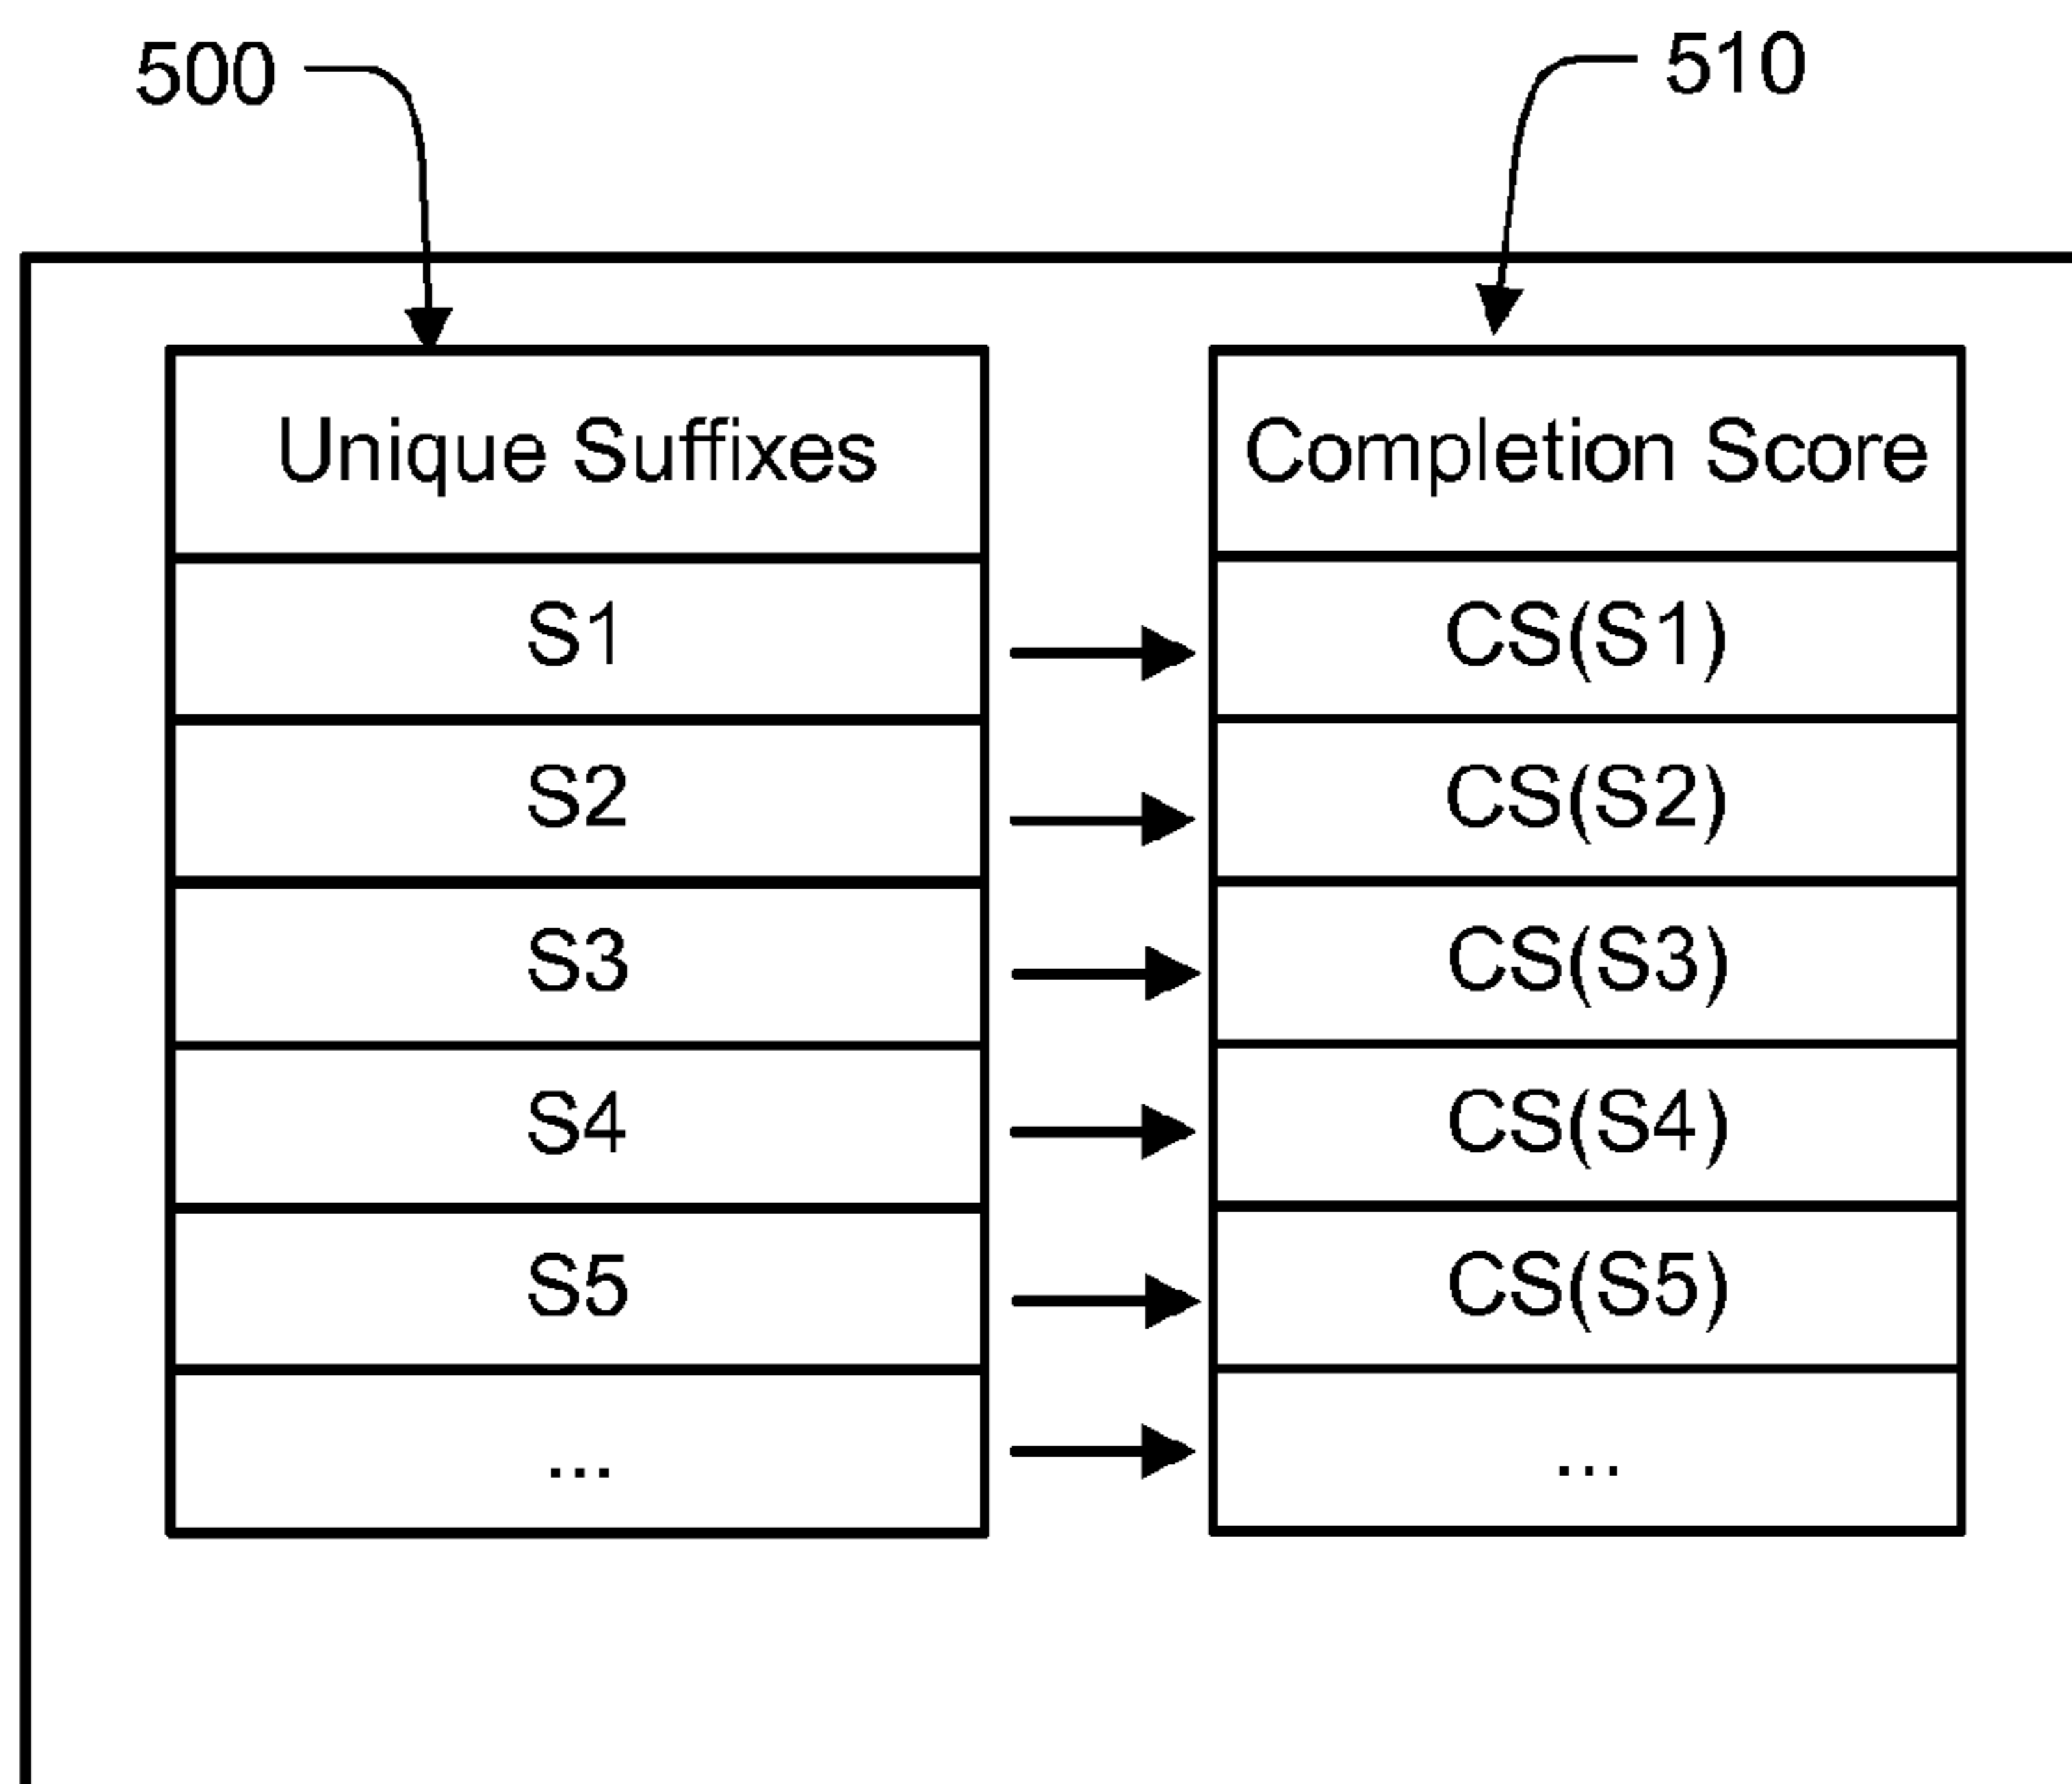 500
510
Unique Suffixes
Completion Score
S1
CS(S1)
S2
CS(S2)
S3
CS(S3)
S4
CS(S4)
S5
CS(S5)
...
...